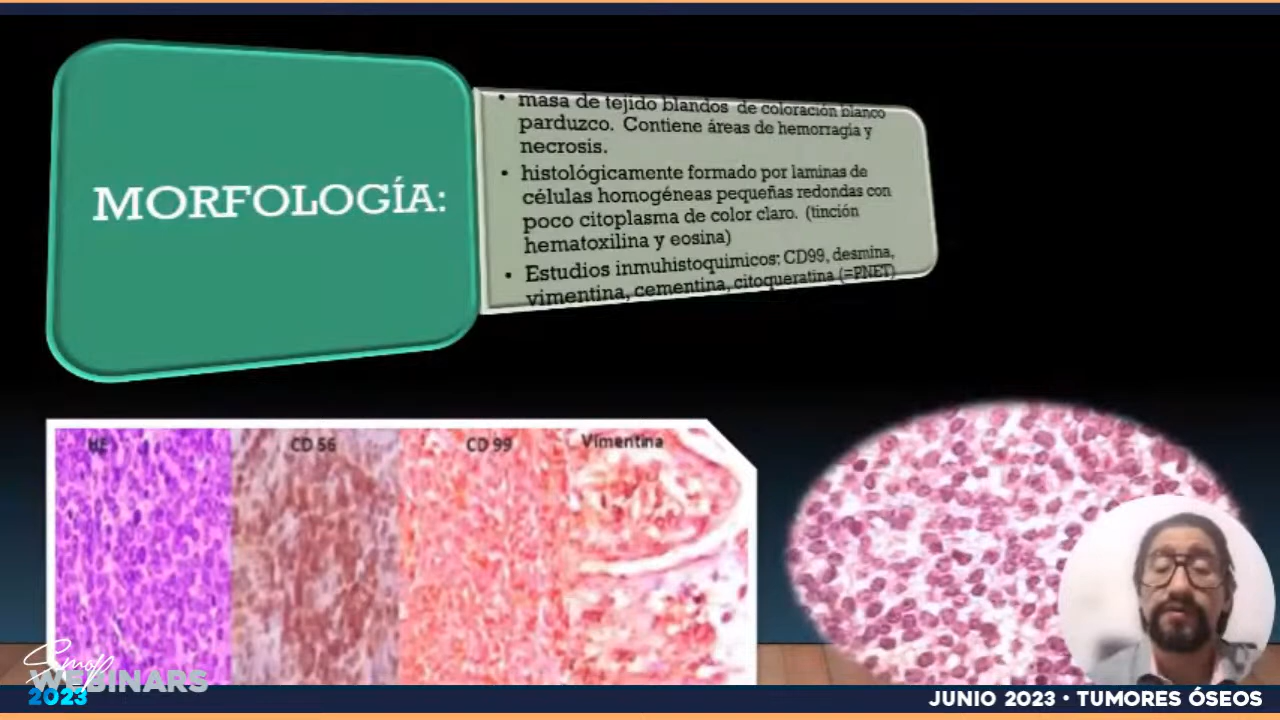 MORFOLOGÍA:
• masa de tejido blandos de coloración blanco
parduzco. Contiene áreas de hemorragia y
necrosis.
• histológicamente formado por laminas de
células homogéneas pequeñas redondas con
poco citoplasma de color claro. (tinción
hematoxilina y eosina)
• Estudios inmuhistoquimicos: CD99, desmina,
vimentina, cementina, citoqueratina (=PNET)
HE
CD 56
CD 99
Vimentina
Smop
WEBINARS
2023
JUNIO 2023 • TUMORES ÓSEOS